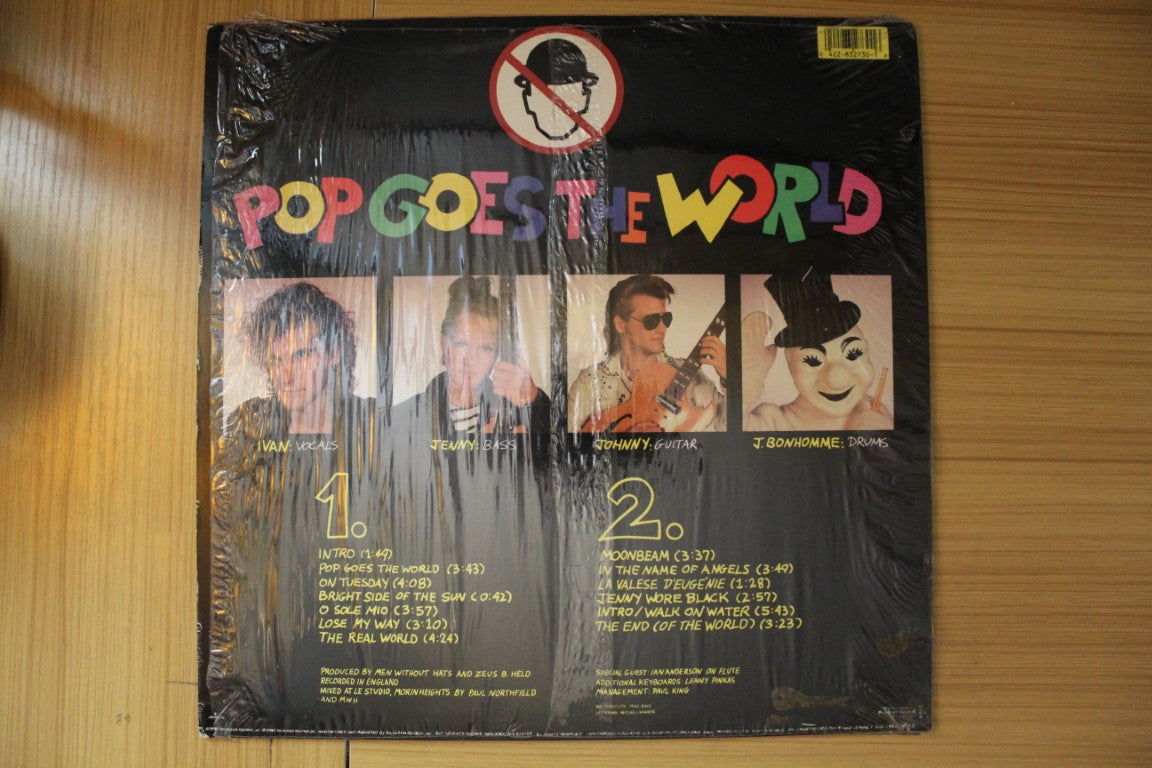 0 422-832730-1 A
POP GOES THE WORLD
IVAN: VOCALS
JENNY: BASS
JOHNNY: GUITAR
J. BONHOMME: DRUMS
1.
INTRO (1:49)
POP GOES THE WORLD (3:43)
ON TUESDAY (4:08)
BRIGHT SIDE OF THE SUN (0:42)
O SOLE MIO (3:57)
LOSE MY WAY (3:10)
THE REAL WORLD (4:24)
2.
MOONBEAM (3:37)
IN THE NAME OF ANGELS (3:49)
LA VALESE D'EUGÉNIE (1:28)
JENNY WORE BLACK (2:57)
INTRO/WALK ON WATER (5:43)
THE END (OF THE WORLD) (3:23)
PRODUCED BY MEN WITHOUT HATS AND ZEUS B. HELD
RECORDED IN ENGLAND
MIXED AT LE STUDIO, MORIN HEIGHTS BY PAUL NORTHFIELD
AND MWH
SPECIAL GUEST: IAN ANDERSON ON FLUTE
ADDITIONAL KEYBOARDS: LENNY PINKAS
MANAGEMENT: PAUL KING